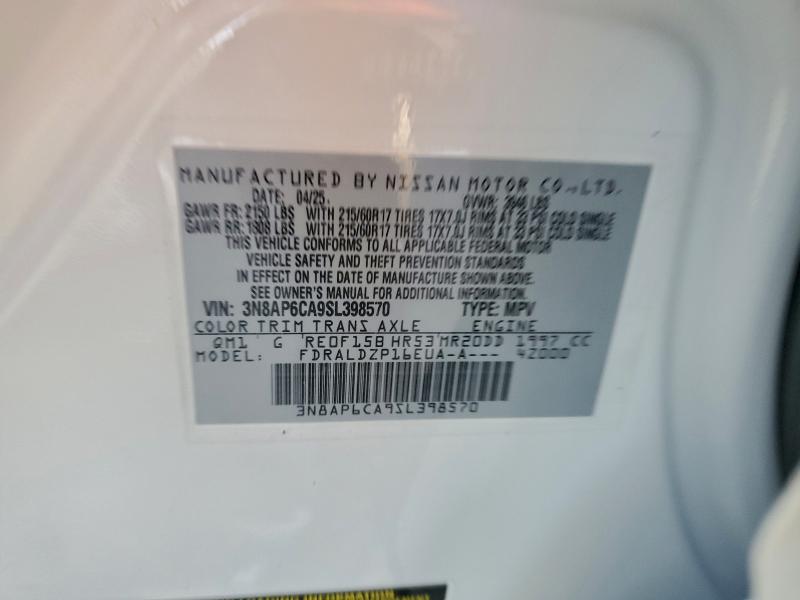 MANUFACTURED BY NISSAN MOTOR CO.,LTD.
DATE: 04/25. GVWR: 3946 LBS
GAWR FR: 2150 LBS WITH 215/60R17 TIRES 17X7.0J RIMS AT 33 PSI COLD SINGLE
GAWR RR: 1808 LBS WITH 215/60R17 TIRES 17X7.0J RIMS AT 33 PSI COLD SINGLE
THIS VEHICLE CONFORMS TO ALL APPLICABLE FEDERAL MOTOR
VEHICLE SAFETY AND THEFT PREVENTION STANDARDS
IN EFFECT ON THE DATE OF MANUFACTURE SHOWN ABOVE.
SEE OWNER'S MANUAL FOR ADDITIONAL INFORMATION.
VIN: 3N8AP6CA9SL398570 TYPE: MPV
COLOR TRIM TRANS AXLE ENGINE
QM1 G RE0F15B HR53 MR20DD 1997 CC
MODEL: FDRALDZP16EUA-A--- 42000
3N8AP6CA9SL398570
INFORMATION